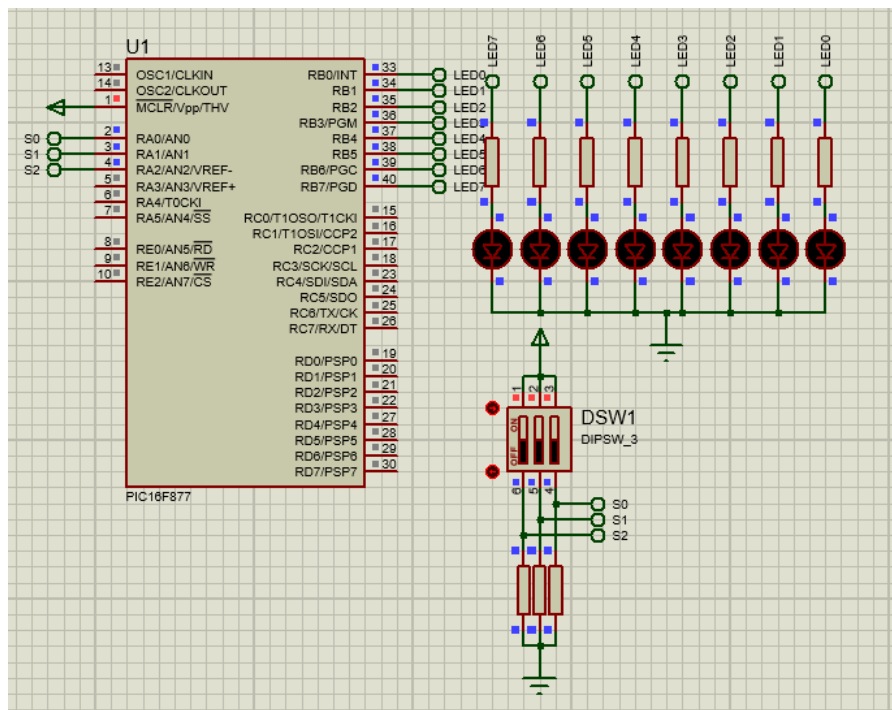 U1
13 OSC1/CLKIN
14 OSC2/CLKOUT
1 MCLR/Vpp/THV
S0 2 RA0/AN0
S1 3 RA1/AN1
S2 4 RA2/AN2/VREF-
5 RA3/AN3/VREF+
6 RA4/T0CKI
7 RA5/AN4/SS
8 RE0/AN5/RD
9 RE1/AN6/WR
10 RE2/AN7/CS
RB0/INT 33 LED0
RB1 34 LED1
RB2 35 LED2
RB3/PGM 36 LED3
RB4 37 LED4
RB5 38 LED5
RB6/PGC 39 LED6
RB7/PGD 40 LED7
RC0/T1OSO/T1CKI 15
RC1/T1OSI/CCP2 16
RC2/CCP1 17
RC3/SCK/SCL 18
RC4/SDI/SDA 23
RC5/SDO 24
RC6/TX/CK 25
RC7/RX/DT 26
RD0/PSP0 19
RD1/PSP1 20
RD2/PSP2 21
RD3/PSP3 22
RD4/PSP4 27
RD5/PSP5 28
RD6/PSP6 29
RD7/PSP7 30
PIC16F877
LED7 LED6 LED5 LED4 LED3 LED2 LED1 LED0
1 2 3
ON
OFF
DSW1
DIPSW_3
6 5 4
S0
S1
S2